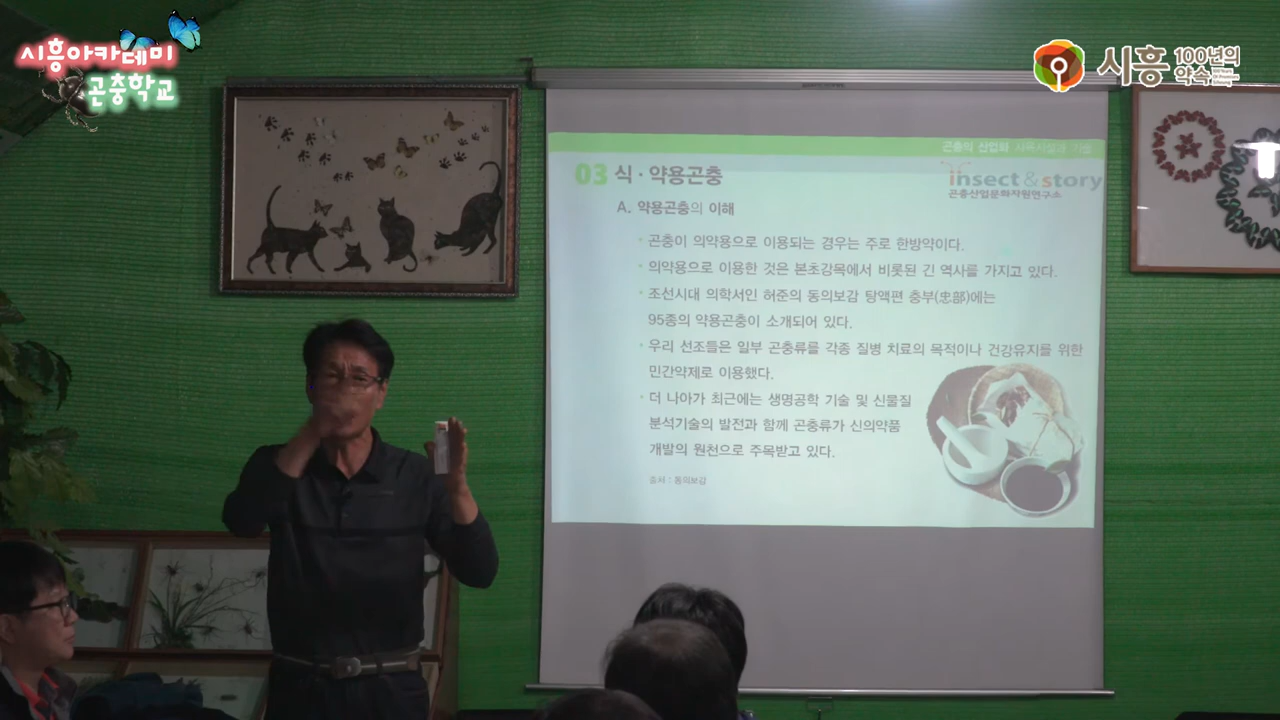 시흥아카데미
곤충학교
시흥 100년의
약속
곤충의 산업화 사육시설과 기술
03 식·약용곤충
insect & story
곤충산업문화자원연구소
A. 약용곤충의 이해
곤충이 의약용으로 이용되는 경우는 주로 한방약이다.
의약용으로 이용한 것은 본초강목에서 비롯된 긴 역사를 가지고 있다.
조선시대 의학서인 허준의 동의보감 탕액편 충부(忠部)에는
95종의 약용곤충이 소개되어 있다.
우리 선조들은 일부 곤충류를 각종 질병 치료의 목적이나 건강유지를 위한
민간약제로 이용했다.
더 나아가 최근에는 생명공학 기술 및 신물질
분석기술의 발전과 함께 곤충류가 신의약품
개발의 원천으로 주목받고 있다.
출처 : 동의보감